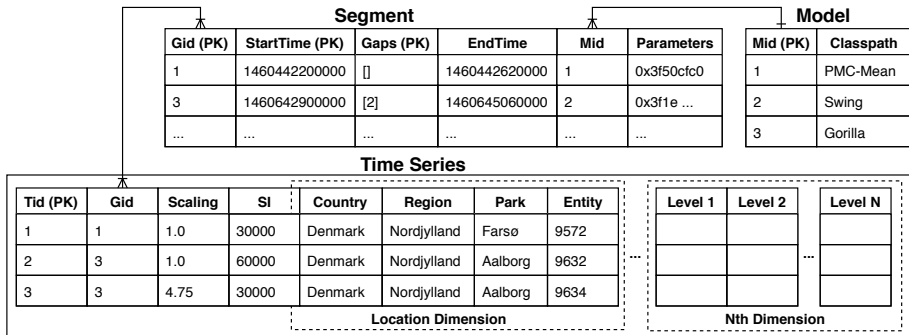 Segment
Model
Gid (PK) StartTime (PK) Gaps (PK) EndTime Mid Parameters
Mid (PK) Classpath
1 1460442200000 [] 1460442620000 1 0x3f50cfc0
1 PMC-Mean
3 1460642900000 [2] 1460645060000 2 0x3f1e ...
2 Swing
... ... ... ... ... ...
3 Gorilla
Time Series
Tid (PK) Gid Scaling SI Country Region Park Entity
Level 1 Level 2 Level N
1 1 1.0 30000 Denmark Nordjylland Farsø 9572
2 3 1.0 60000 Denmark Nordjylland Aalborg 9632
... ...
3 3 4.75 30000 Denmark Nordjylland Aalborg 9634
Location Dimension
Nth Dimension